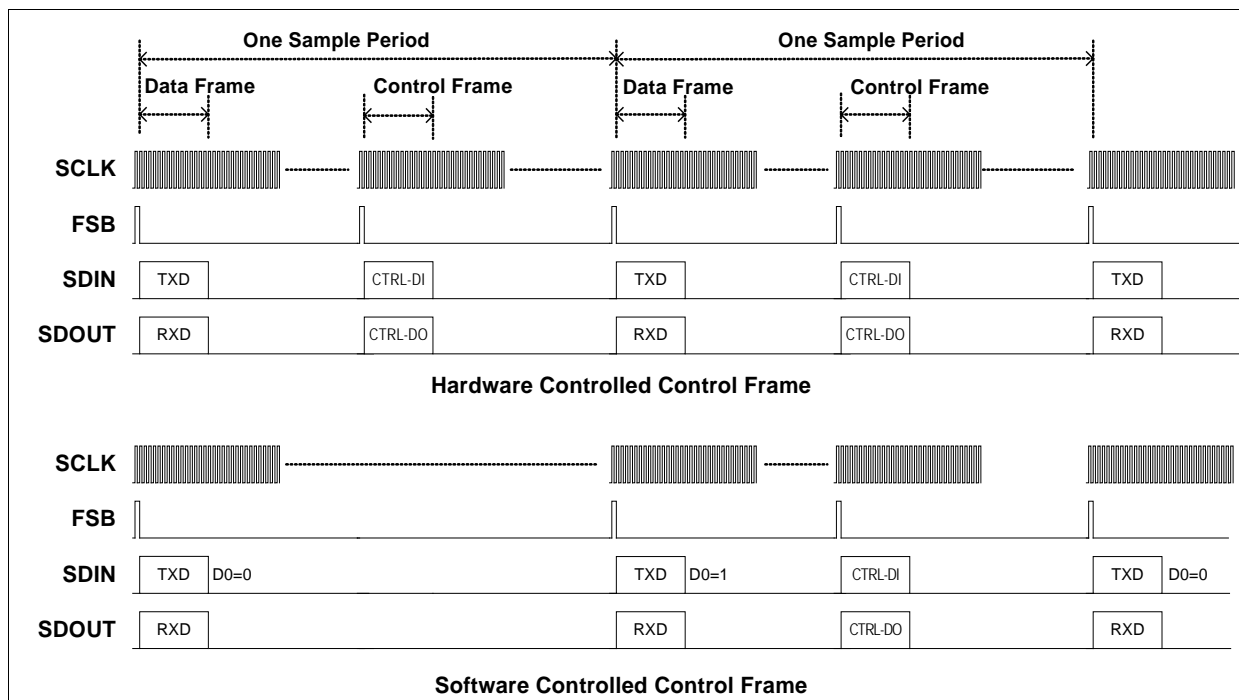 One Sample Period One Sample Period
Data Frame Control Frame Data Frame Control Frame
SCLK
FSB
SDIN TXD CTRL-DI TXD CTRL-DI TXD
SDOUT RXD CTRL-DO RXD CTRL-DO RXD
Hardware Controlled Control Frame
SCLK
FSB
SDIN TXD D0=0 TXD D0=1 CTRL-DI TXD D0=0
SDOUT RXD RXD CTRL-DO RXD
Software Controlled Control Frame